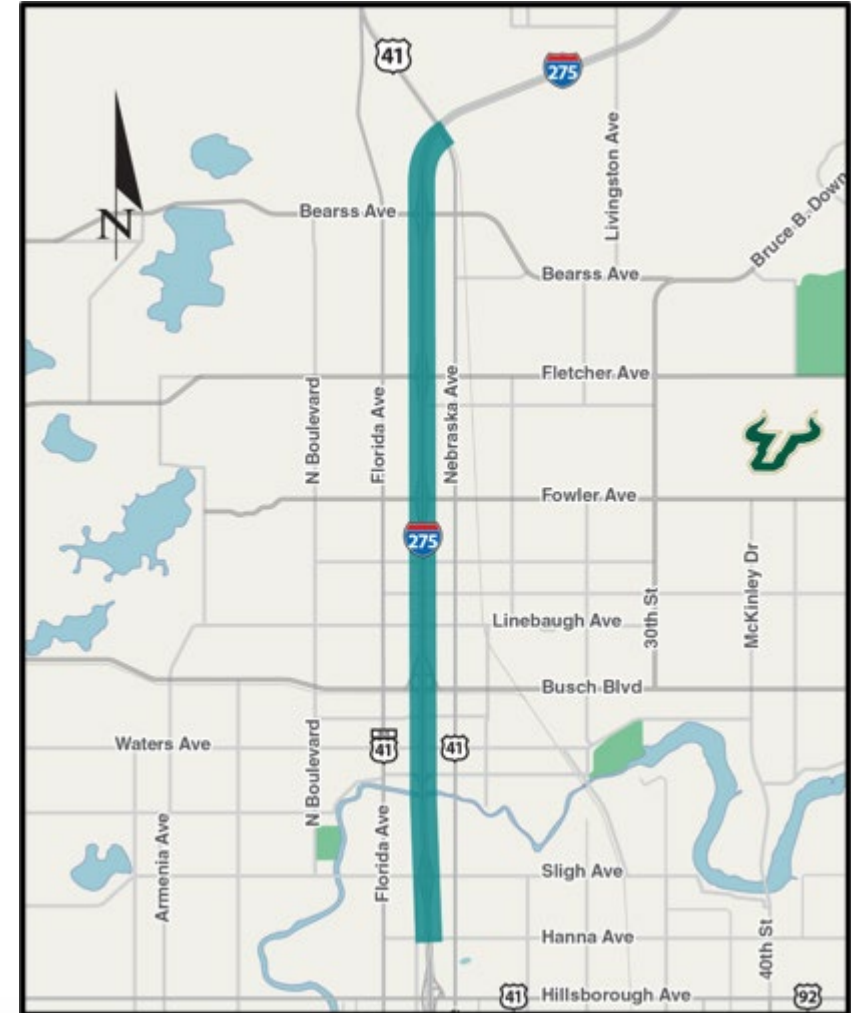 41
275
Livingston Ave
N
Bearss Ave
Bruce B. Down
Bearss Ave
Fletcher Ave
N Boulevard
Florida Ave
Nebraska Ave
Fowler Ave
275
McKinley Dr
30th St
Linebaugh Ave
Busch Blvd
Waters Ave
41
41
N Boulevard
Armenia Ave
Florida Ave
Sligh Ave
Hanna Ave
40th St
41
Hillsborough Ave
92